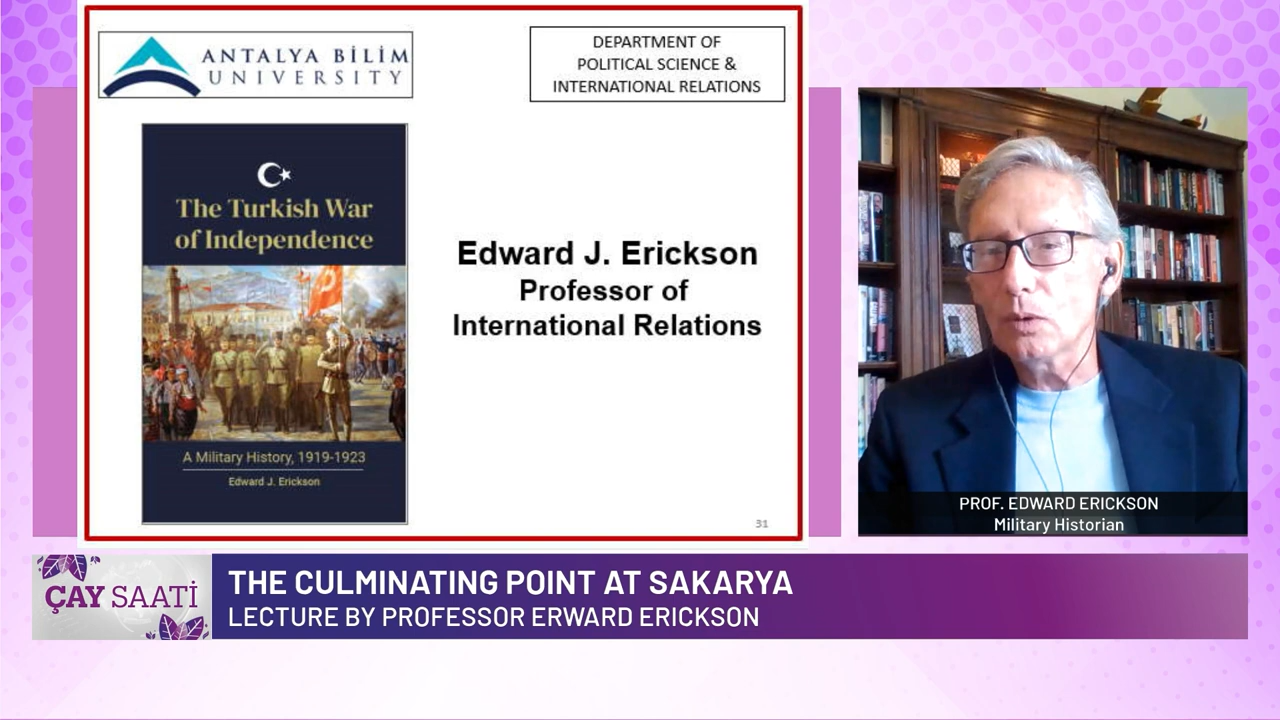 ANTALYA BİLİM
UNIVERSITY
DEPARTMENT OF
POLITICAL SCIENCE &
INTERNATIONAL RELATIONS
The Turkish War
of Independence
A Military History, 1919-1923
Edward J. Erickson
Edward J. Erickson
Professor of
International Relations
31
PROF. EDWARD ERICKSON
Military Historian
ÇAY SAATİ
THE CULMINATING POINT AT SAKARYA
LECTURE BY PROFESSOR ERWARD ERICKSON